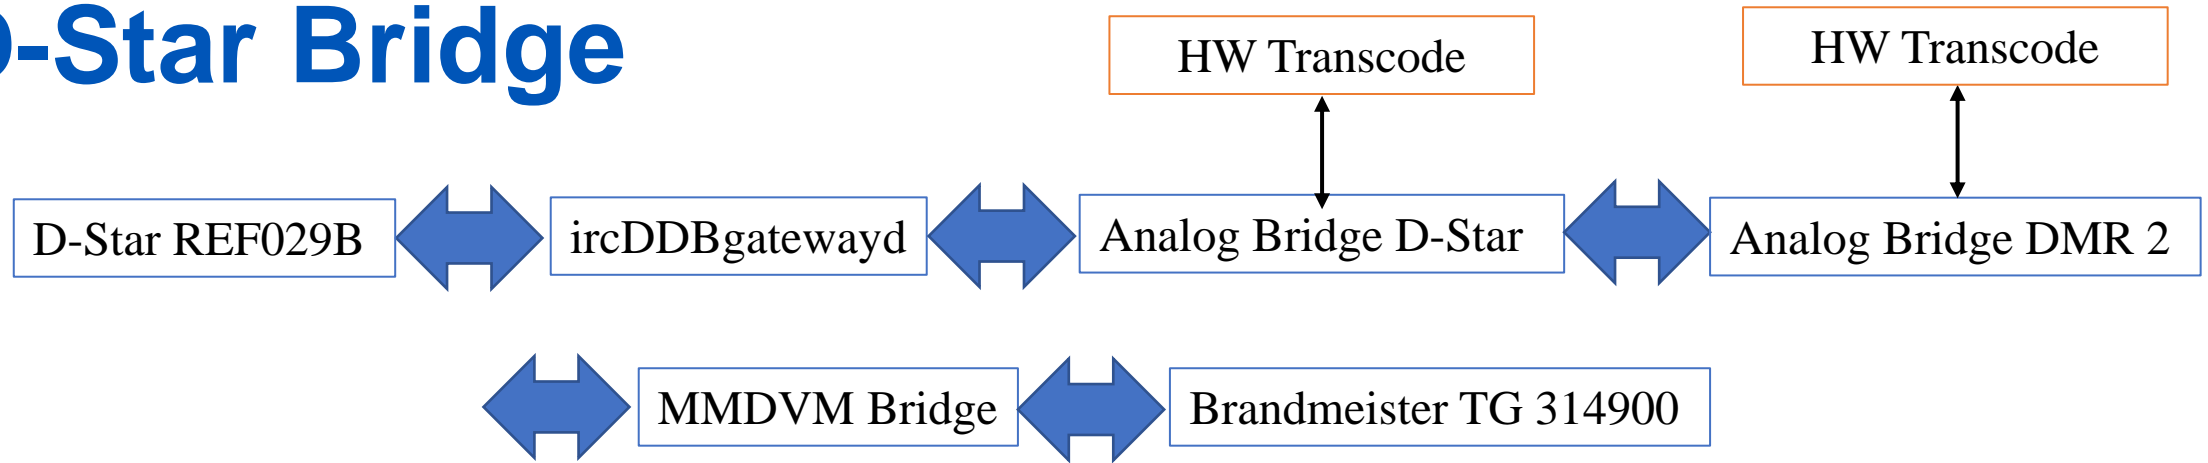 D-Star Bridge
HW Transcode
HW Transcode
D-Star REF029B
ircDDBgatewayd
Analog Bridge D-Star
Analog Bridge DMR 2
MMDVM Bridge
Brandmeister TG 314900